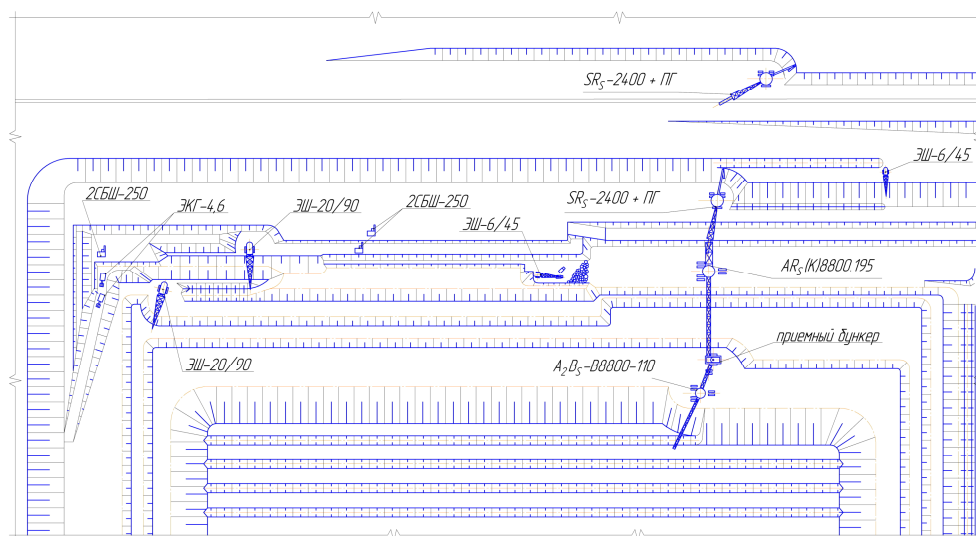 SRS-2400 + ПГ
ЭШ-6/45
2СБШ-250
ЭКГ-4,6
ЭШ-20/90
2СБШ-250
ЭШ-6/45
SRS-2400 + ПГ
ARS(К)8800.195
приемный бункер
ЭШ-20/90
A2DS-B8800-110